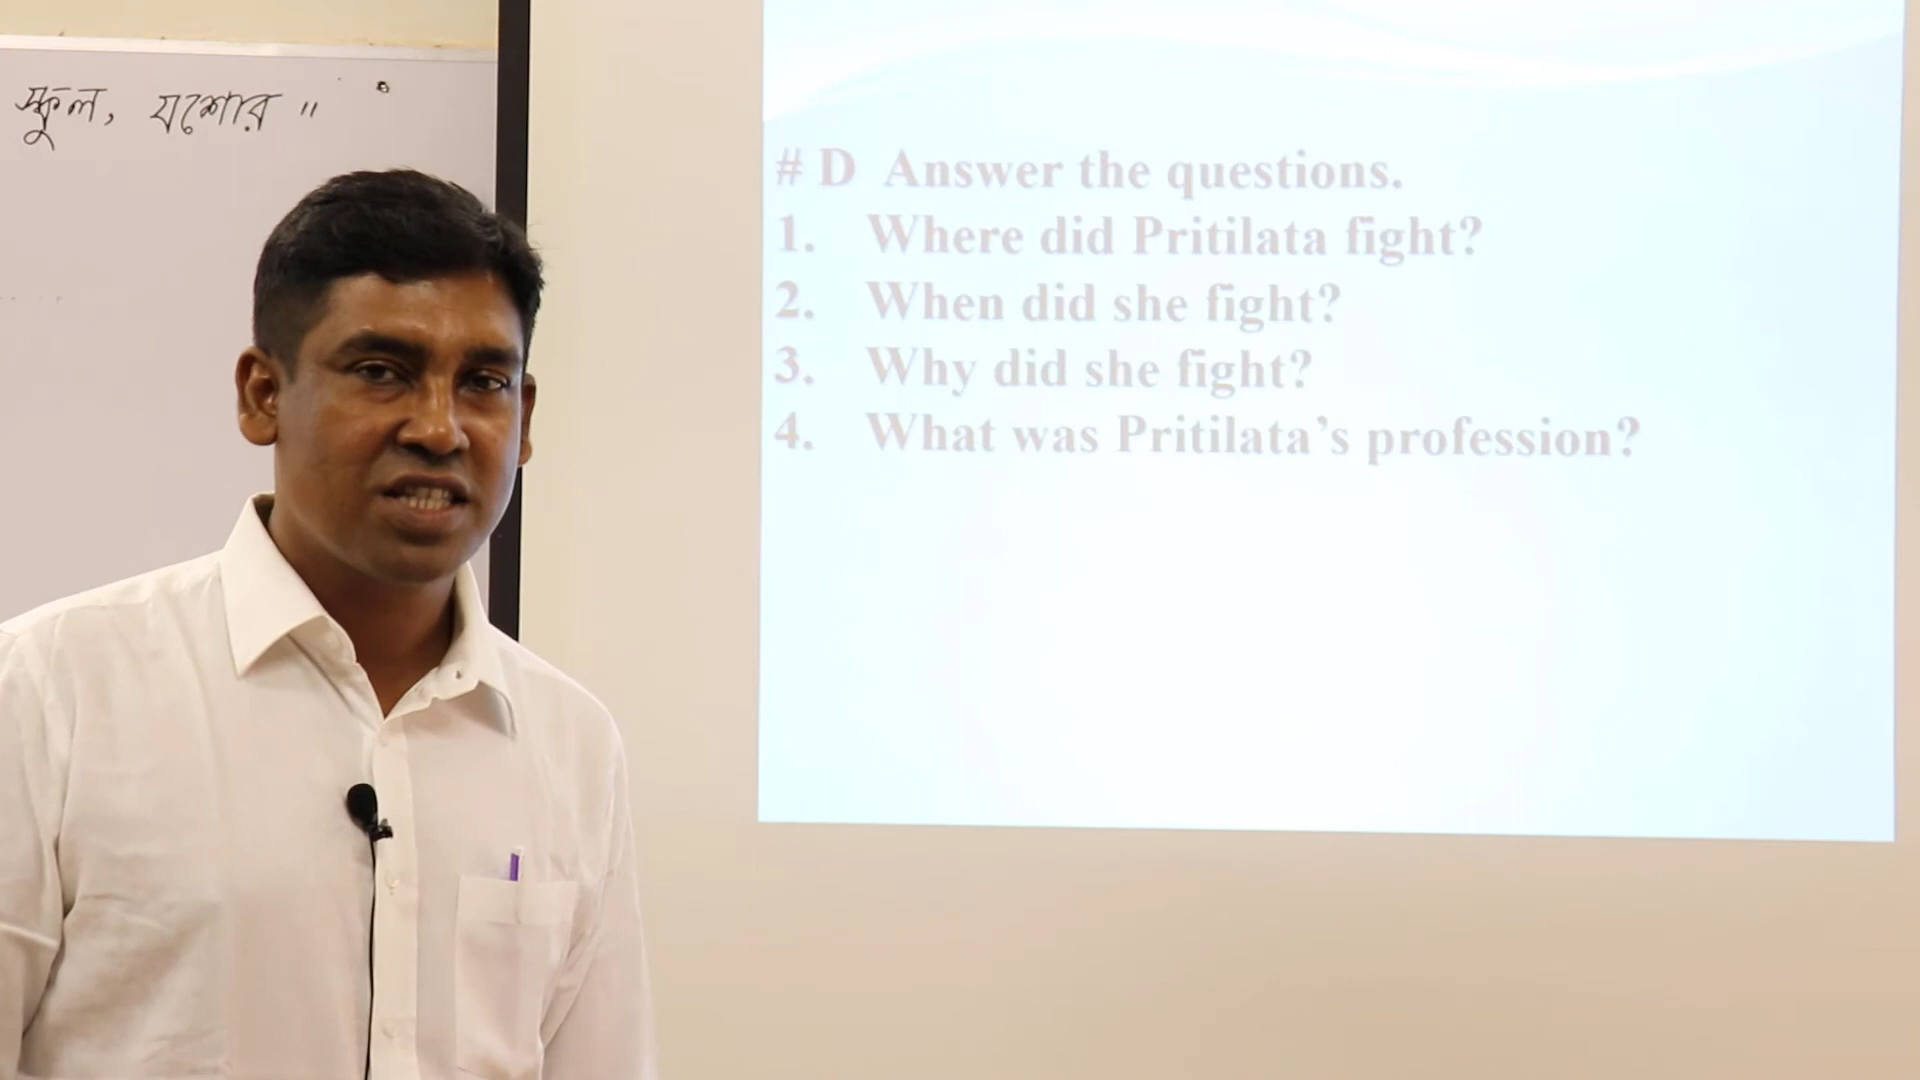 স্কুল, যশোর "
# D Answer the questions.
1. Where did Pritilata fight?
2. When did she fight?
3. Why did she fight?
4. What was Pritilata's profession?